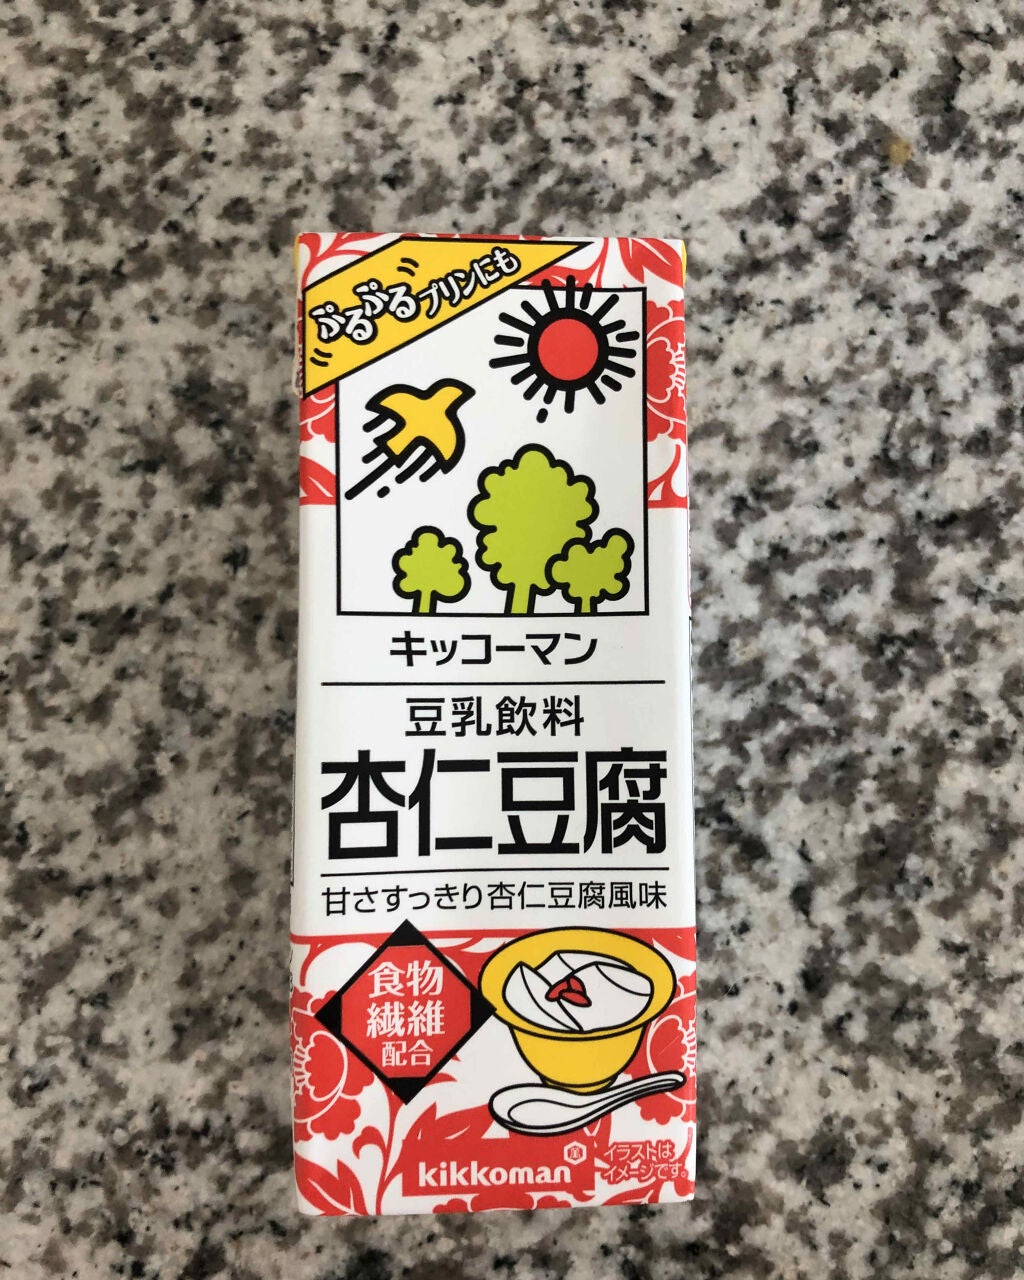 ぷるぷるプリンにも
キッコーマン
豆乳飲料
杏仁豆腐
甘さすっきり杏仁豆腐風味
食物
繊維
配合
kikkoman
イラストは
イメージです。